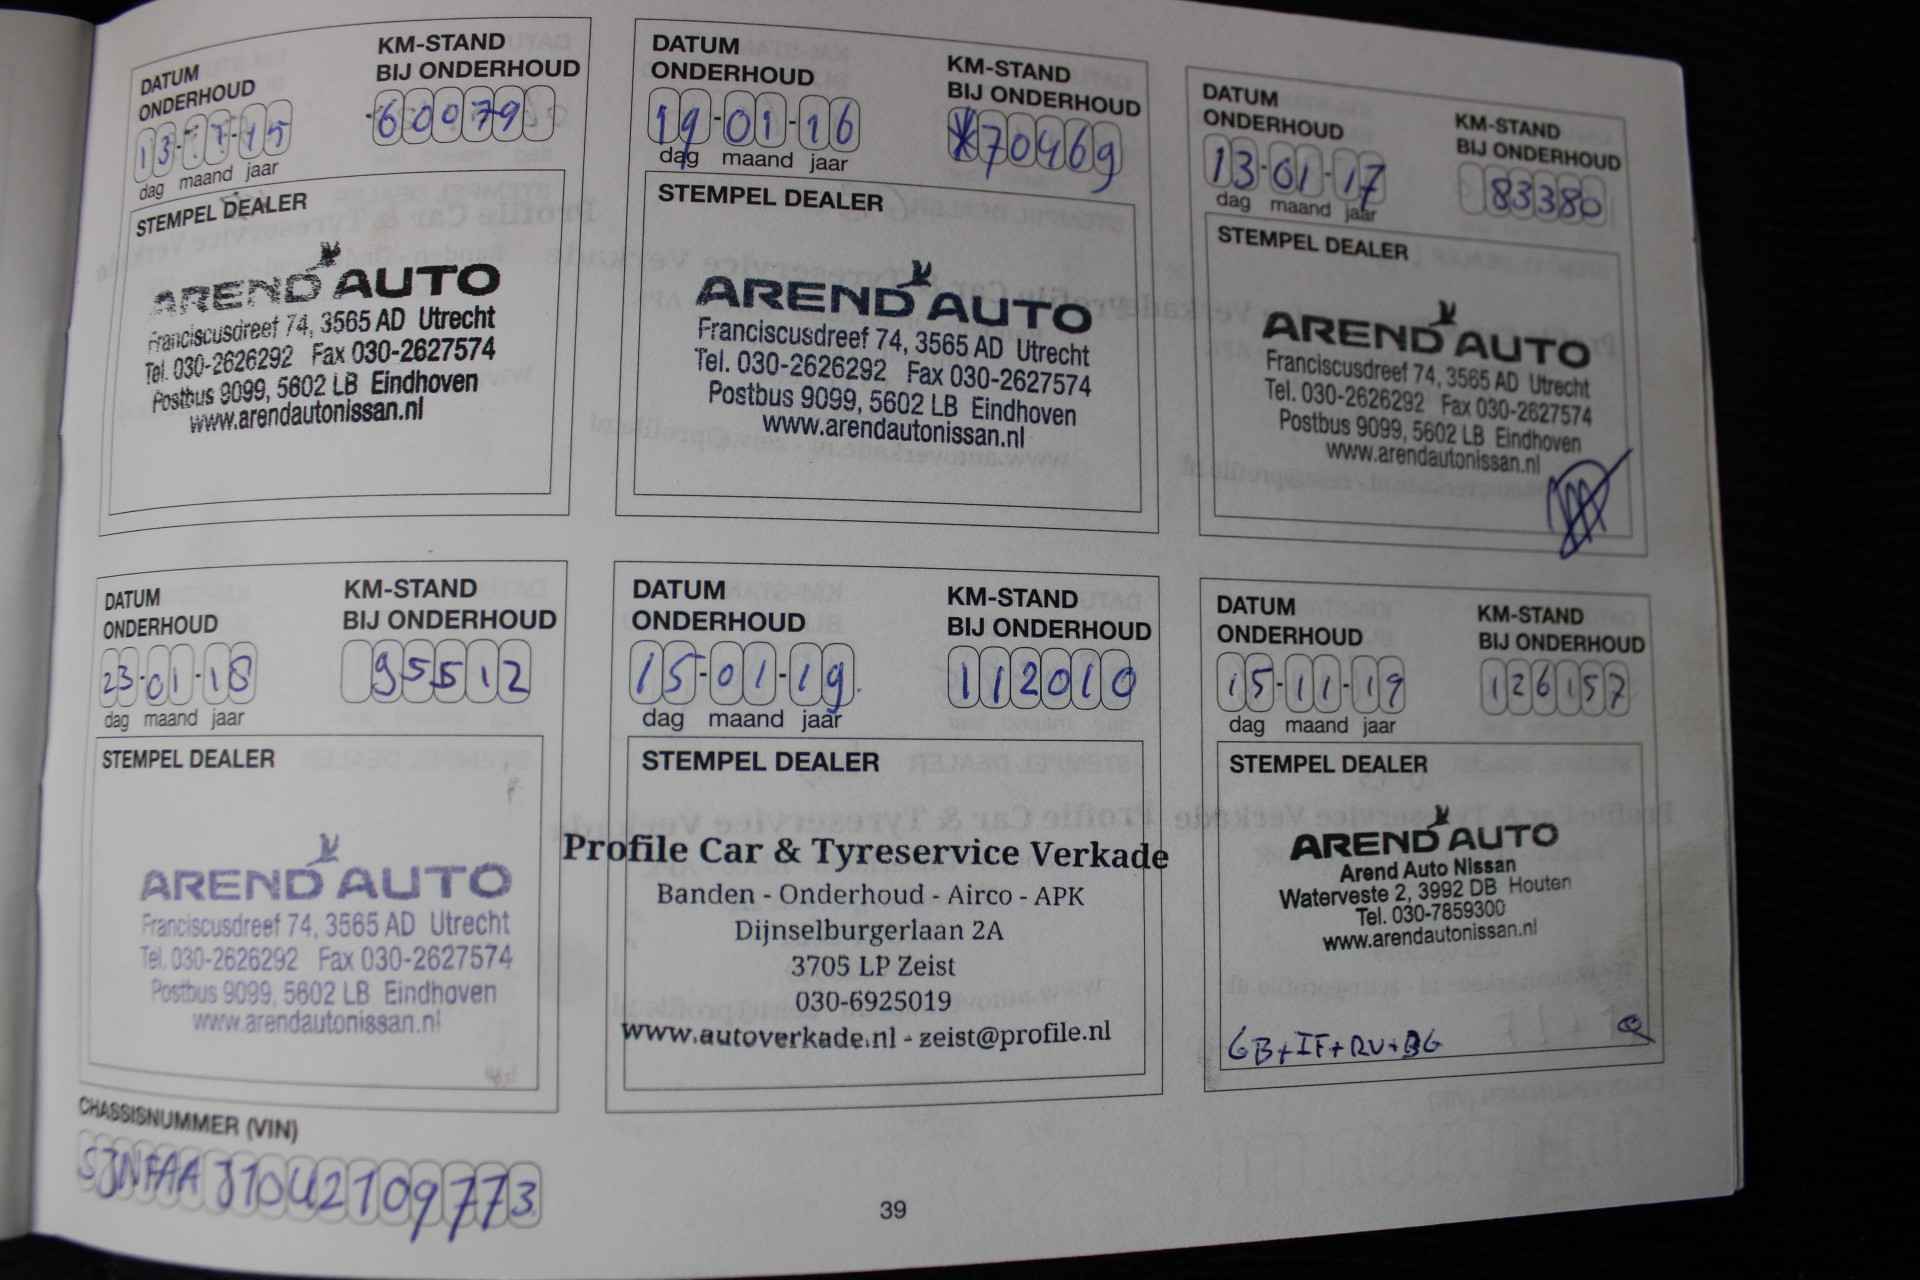 DATUM
ONDERHOUD
KM-STAND
BIJ ONDERHOUD
60079
dag maand jaar
STEMPEL DEALER
AREND AUTO
Franciscusdreef 74, 3565 AD Utrecht
Tel. 030-2626292 Fax 030-2627574
Postbus 9099, 5602 LB Eindhoven
www.arendautonissan.nl
DATUM
ONDERHOUD
KM-STAND
BIJ ONDERHOUD
19-01-16
70469
dag maand jaar
STEMPEL DEALER
AREND AUTO
Franciscusdreef 74, 3565 AD Utrecht
Tel. 030-2626292 Fax 030-2627574
Postbus 9099, 5602 LB Eindhoven
www.arendautonissan.nl
DATUM
ONDERHOUD
KM-STAND
BIJ ONDERHOUD
13-01-17
83380
dag maand jaar
STEMPEL DEALER
AREND AUTO
Franciscusdreef 74, 3565 AD Utrecht
Tel. 030-2626292 Fax 030-2627574
Postbus 9099, 5602 LB Eindhoven
www.arendautonissan.nl
DATUM
ONDERHOUD
KM-STAND
BIJ ONDERHOUD
23-01-18
95512
dag maand jaar
STEMPEL DEALER
AREND AUTO
Franciscusdreef 74, 3565 AD Utrecht
Tel. 030-2626292 Fax 030-2627574
Postbus 9099, 5602 LB Eindhoven
www.arendautonissan.nl
DATUM
ONDERHOUD
KM-STAND
BIJ ONDERHOUD
15-01-19
112010
dag maand jaar
STEMPEL DEALER
Profile Car & Tyreservice Verkade
Banden - Onderhoud - Airco - APK
Dijnselburgerlaan 2A
3705 LP Zeist
030-6925019
www.autoverkade.nl - zeist@profile.nl
DATUM
ONDERHOUD
KM-STAND
BIJ ONDERHOUD
15-11-19
126157
dag maand jaar
STEMPEL DEALER
AREND AUTO
Arend Auto Nissan
Waterveste 2, 3992 DB Houten
Tel. 030-7859300
www.arendautonissan.nl
GB+IF+RV+BG
CHASSISNUMMER (VIN)
SJNFAAJ10U2109773
39